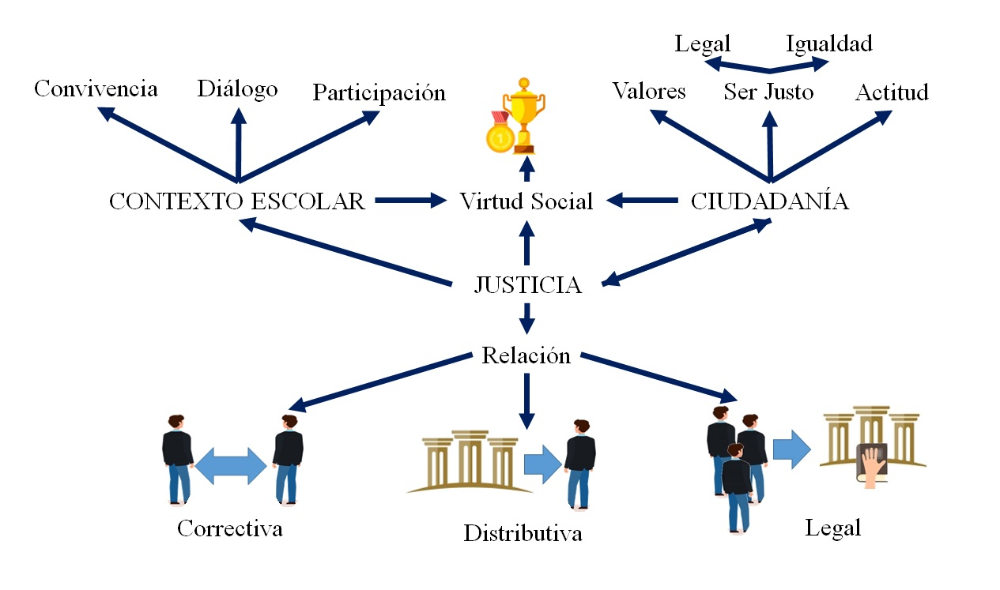 Legal
Igualdad
Convivencia
Diálogo
Participación
Valores
Ser Justo
Actitud
1
CONTEXTO ESCOLAR
Virtud Social
CIUDADANÍA
JUSTICIA
Relación
Correctiva
Distributiva
Legal